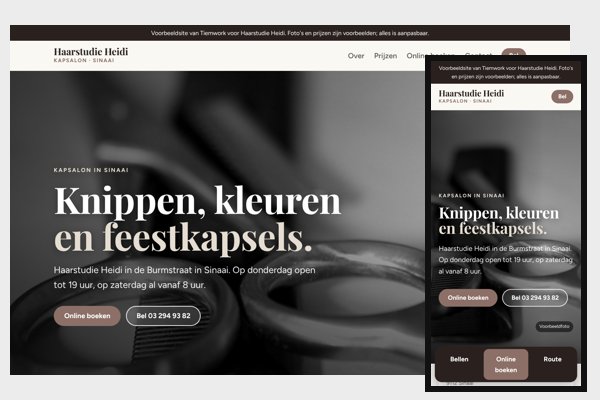 Voorbeeldsite van Tiemwork voor Haarstudie Heidi. Foto's en prijzen zijn voorbeelden; alles is aanpasbaar.
Haarstudie Heidi
KAPSALON · SINAAI
Over Prijzen
KAPSALON IN SINAAI
Knippen, kleuren
en feestkapsels.
Haarstudie Heidi in de Burmstraat in Sinaai. Op donderdag open
tot 19 uur, op zaterdag al vanaf 8 uur.
Online boeken
Bel 03 294 93 82
Voorbeeldsite van Tiemwork voor Haarstudie Heidi. Foto's
en prijzen zijn voorbeelden; alles is aanpasbaar.
Haarstudie Heidi
KAPSALON · SINAAI
Bel
KAPSALON IN SINAAI
Knippen, kleuren
en feestkapsels.
Haarstudie Heidi in de Burmstraat in Sinaai.
Op donderdag open tot 19 uur, op zaterdag
al vanaf 8 uur.
Online boeken
Bel 03 294 93 82
Voorbeeldfoto
Bellen
Online
boeken
Route